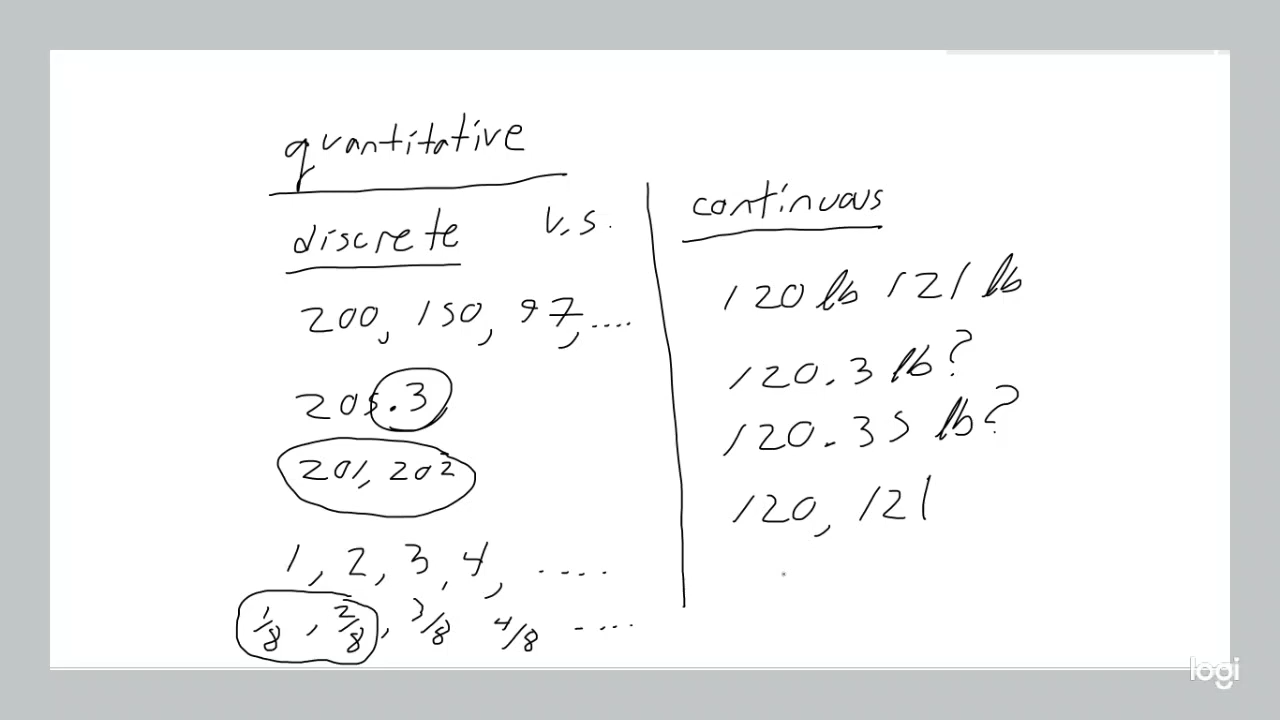 quantitative
discrete v.s.
200, 150, 97, ....
205.3
201, 202
1, 2, 3, 4, ....
1/8, 2/8, 3/8 4/8 ....
continuous
120 lb 121 lb
120.3 lb?
120.35 lb?
120, 121
logi